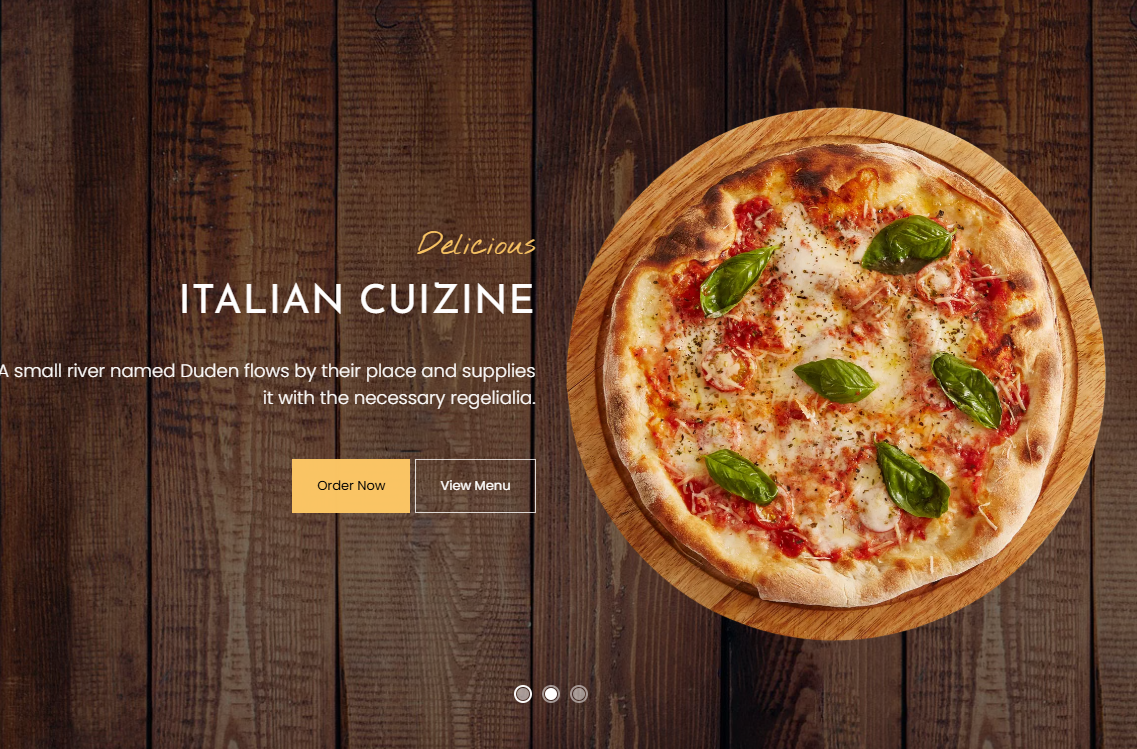 Delicious
ITALIAN CUIZINE
A small river named Duden flows by their place and supplies
it with the necessary regelialia.
Order Now
View Menu